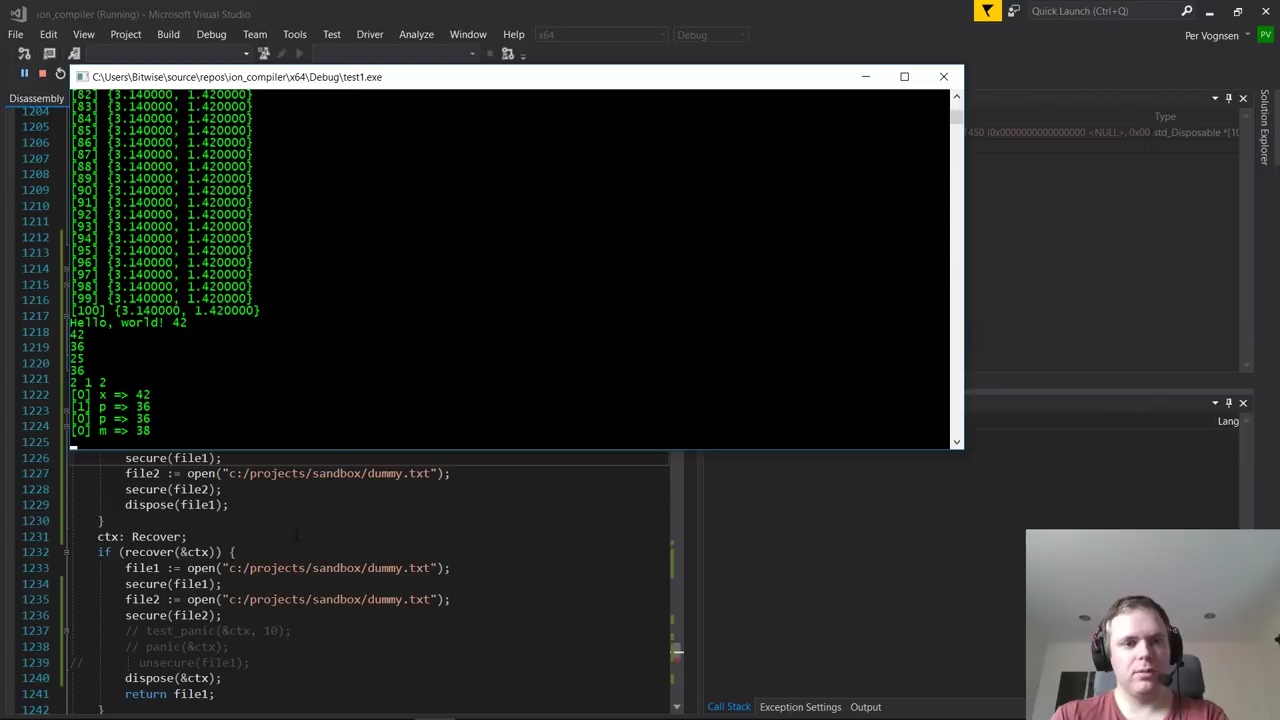 ion_compiler (Running) - Microsoft Visual Studio
Quick Launch (Ctrl+Q)
File Edit View Project Build Debug Team Tools Test Driver Analyze Window Help x64 Debug
Per Vognsen PV
C:\Users\Bitwise\source\repos\ion_compiler\x64\Debug\test1.exe
Disassembly
Solution Explorer
Type
1450 {0x0000000000000000 <NULL>, 0x00 std_Disposable *[10
[82] {3.140000, 1.420000}
[83] {3.140000, 1.420000}
[84] {3.140000, 1.420000}
[85] {3.140000, 1.420000}
[86] {3.140000, 1.420000}
[87] {3.140000, 1.420000}
[88] {3.140000, 1.420000}
[89] {3.140000, 1.420000}
[90] {3.140000, 1.420000}
[91] {3.140000, 1.420000}
[92] {3.140000, 1.420000}
[93] {3.140000, 1.420000}
[94] {3.140000, 1.420000}
[95] {3.140000, 1.420000}
[96] {3.140000, 1.420000}
[97] {3.140000, 1.420000}
[98] {3.140000, 1.420000}
[99] {3.140000, 1.420000}
[100] {3.140000, 1.420000}
Hello, world! 42
42
36
25
36
2 1 2
[0] x => 42
[1] p => 36
[0] p => 36
[0] m => 38
Lang
1204
1205
1206
1207
1208
1209
1210
1211
1212
1213
1214
1215
1216
1217
1218
1219
1220
1221
1222
1223
1224
1225
1226 secure(file1);
1227 file2 := open("c:/projects/sandbox/dummy.txt");
1228 secure(file2);
1229 dispose(file1);
1230 }
1231 ctx: Recover;
1232 if (recover(&ctx)) {
1233 file1 := open("c:/projects/sandbox/dummy.txt");
1234 secure(file1);
1235 file2 := open("c:/projects/sandbox/dummy.txt");
1236 secure(file2);
1237 // test_panic(&ctx, 10);
1238 // panic(&ctx);
1239 // unsecure(file1);
1240 dispose(&ctx);
1241 return file1;
1242 }
Call Stack Exception Settings Output